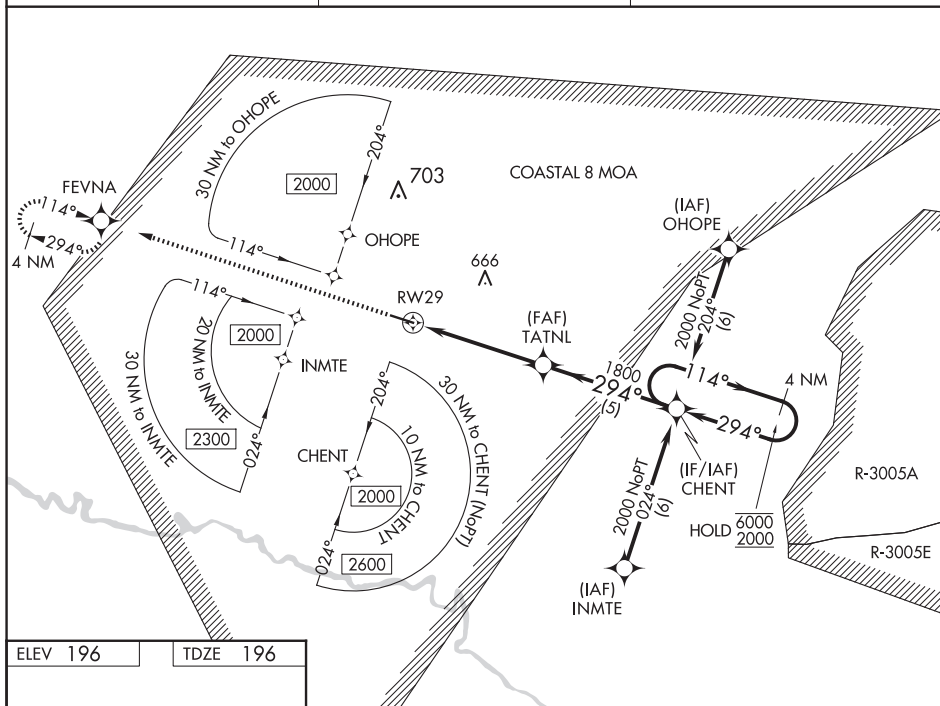 30 NM to OHOPE
204°
2000
703
COASTAL 8 MOA
FEVNA
114°
294°
4 NM
114°
OHOPE
(IAF)
OHOPE
666
RW29
2000 NoPT
204°
(6)
114°
2000
20 NM to INMTE
INMTE
30 NM to INMTE
2300
024°
(FAF)
TATNL
1800
294°
(5)
114°
4 NM
294°
204°
30 NM to CHENT (NoPT)
10 NM to CHENT
CHENT
2000
024°
2600
(IF/IAF)
CHENT
HOLD
6000
2000
R-3005A
R-3005E
2000 NoPT
024°
(6)
(IAF)
INMTE
ELEV 196
TDZE 196